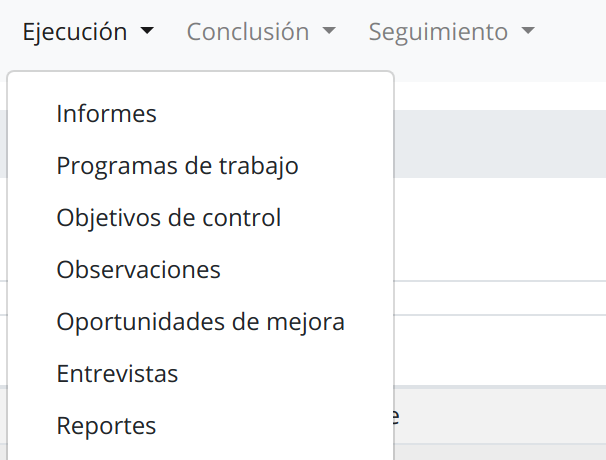 Ejecución Conclusión Seguimiento
Informes
Programas de trabajo
Objetivos de control
Observaciones
Oportunidades de mejora
Entrevistas
Reportes